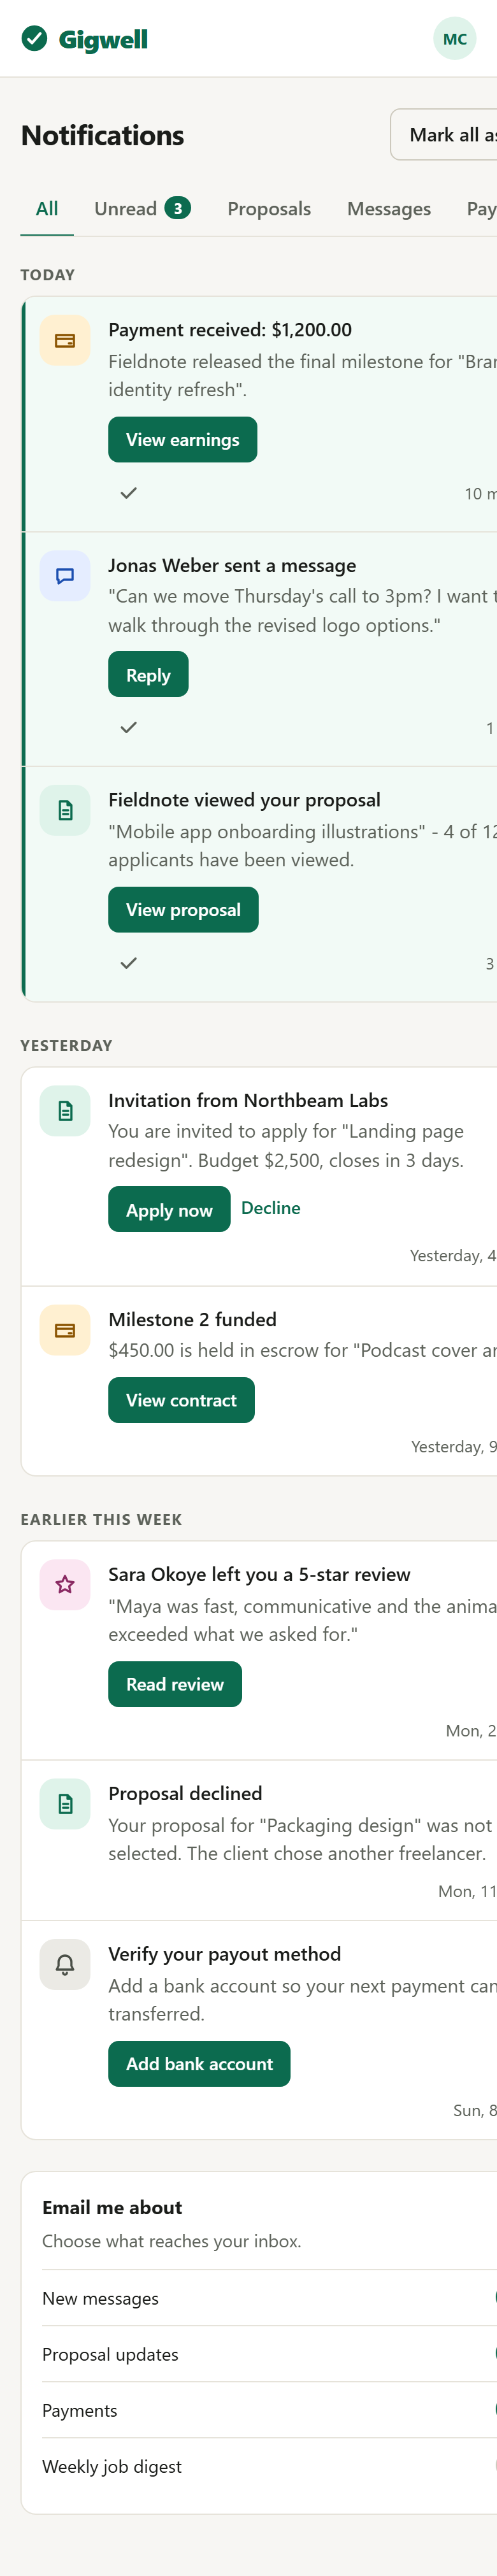 Gigwell
MC
Notifications
Mark all
All
Unread 3
Proposals
Messages
TODAY
Payment received: $1,200.00
Fieldnote released the final milestone for
identity refresh".
View earnings
10
Jonas Weber sent a message
"Can we move Thursday's call to 3pm? I want
walk through the revised logo options."
Reply
1
Fieldnote viewed your proposal
"Mobile app onboarding illustrations" - 4 of 12
applicants have been viewed.
View proposal
3
YESTERDAY
Invitation from Northbeam Labs
You are invited to apply for "Landing page
redesign". Budget $2,500, closes in 3 days.
Apply now
Decline
Yesterday, 4
Milestone 2 funded
$450.00 is held in escrow for "Podcast cover
View contract
Yesterday, 9
EARLIER THIS WEEK
Sara Okoye left you a 5-star review
"Maya was fast, communicative and the
exceeded what we asked for."
Read review
Mon, 2
Proposal declined
Your proposal for "Packaging design" was not
selected. The client chose another freelancer.
Mon, 11
Verify your payout method
Add a bank account so your next payment can
transferred.
Add bank account
Sun, 8
Email me about
Choose what reaches your inbox.
New messages
Proposal updates
Payments
Weekly job digest